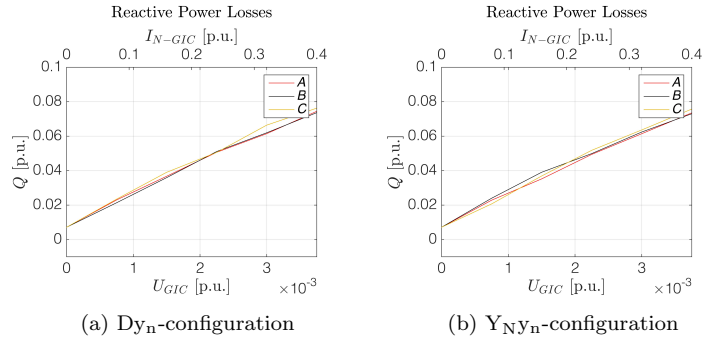 Reactive Power Losses
I_{N-GIC} [p.u.]
0 0.1 0.2 0.3 0.4
0.1
0.08
0.06
0.04
0.02
0
Q [p.u.]
A
B
C
0 1 2 3
U_{GIC} [p.u.] ×10⁻³
(a) Dy_n-configuration
Reactive Power Losses
I_{N-GIC} [p.u.]
0 0.1 0.2 0.3 0.4
0.1
0.08
0.06
0.04
0.02
0
Q [p.u.]
A
B
C
0 1 2 3
U_{GIC} [p.u.] ×10⁻³
(b) Y_Ny_n-configuration